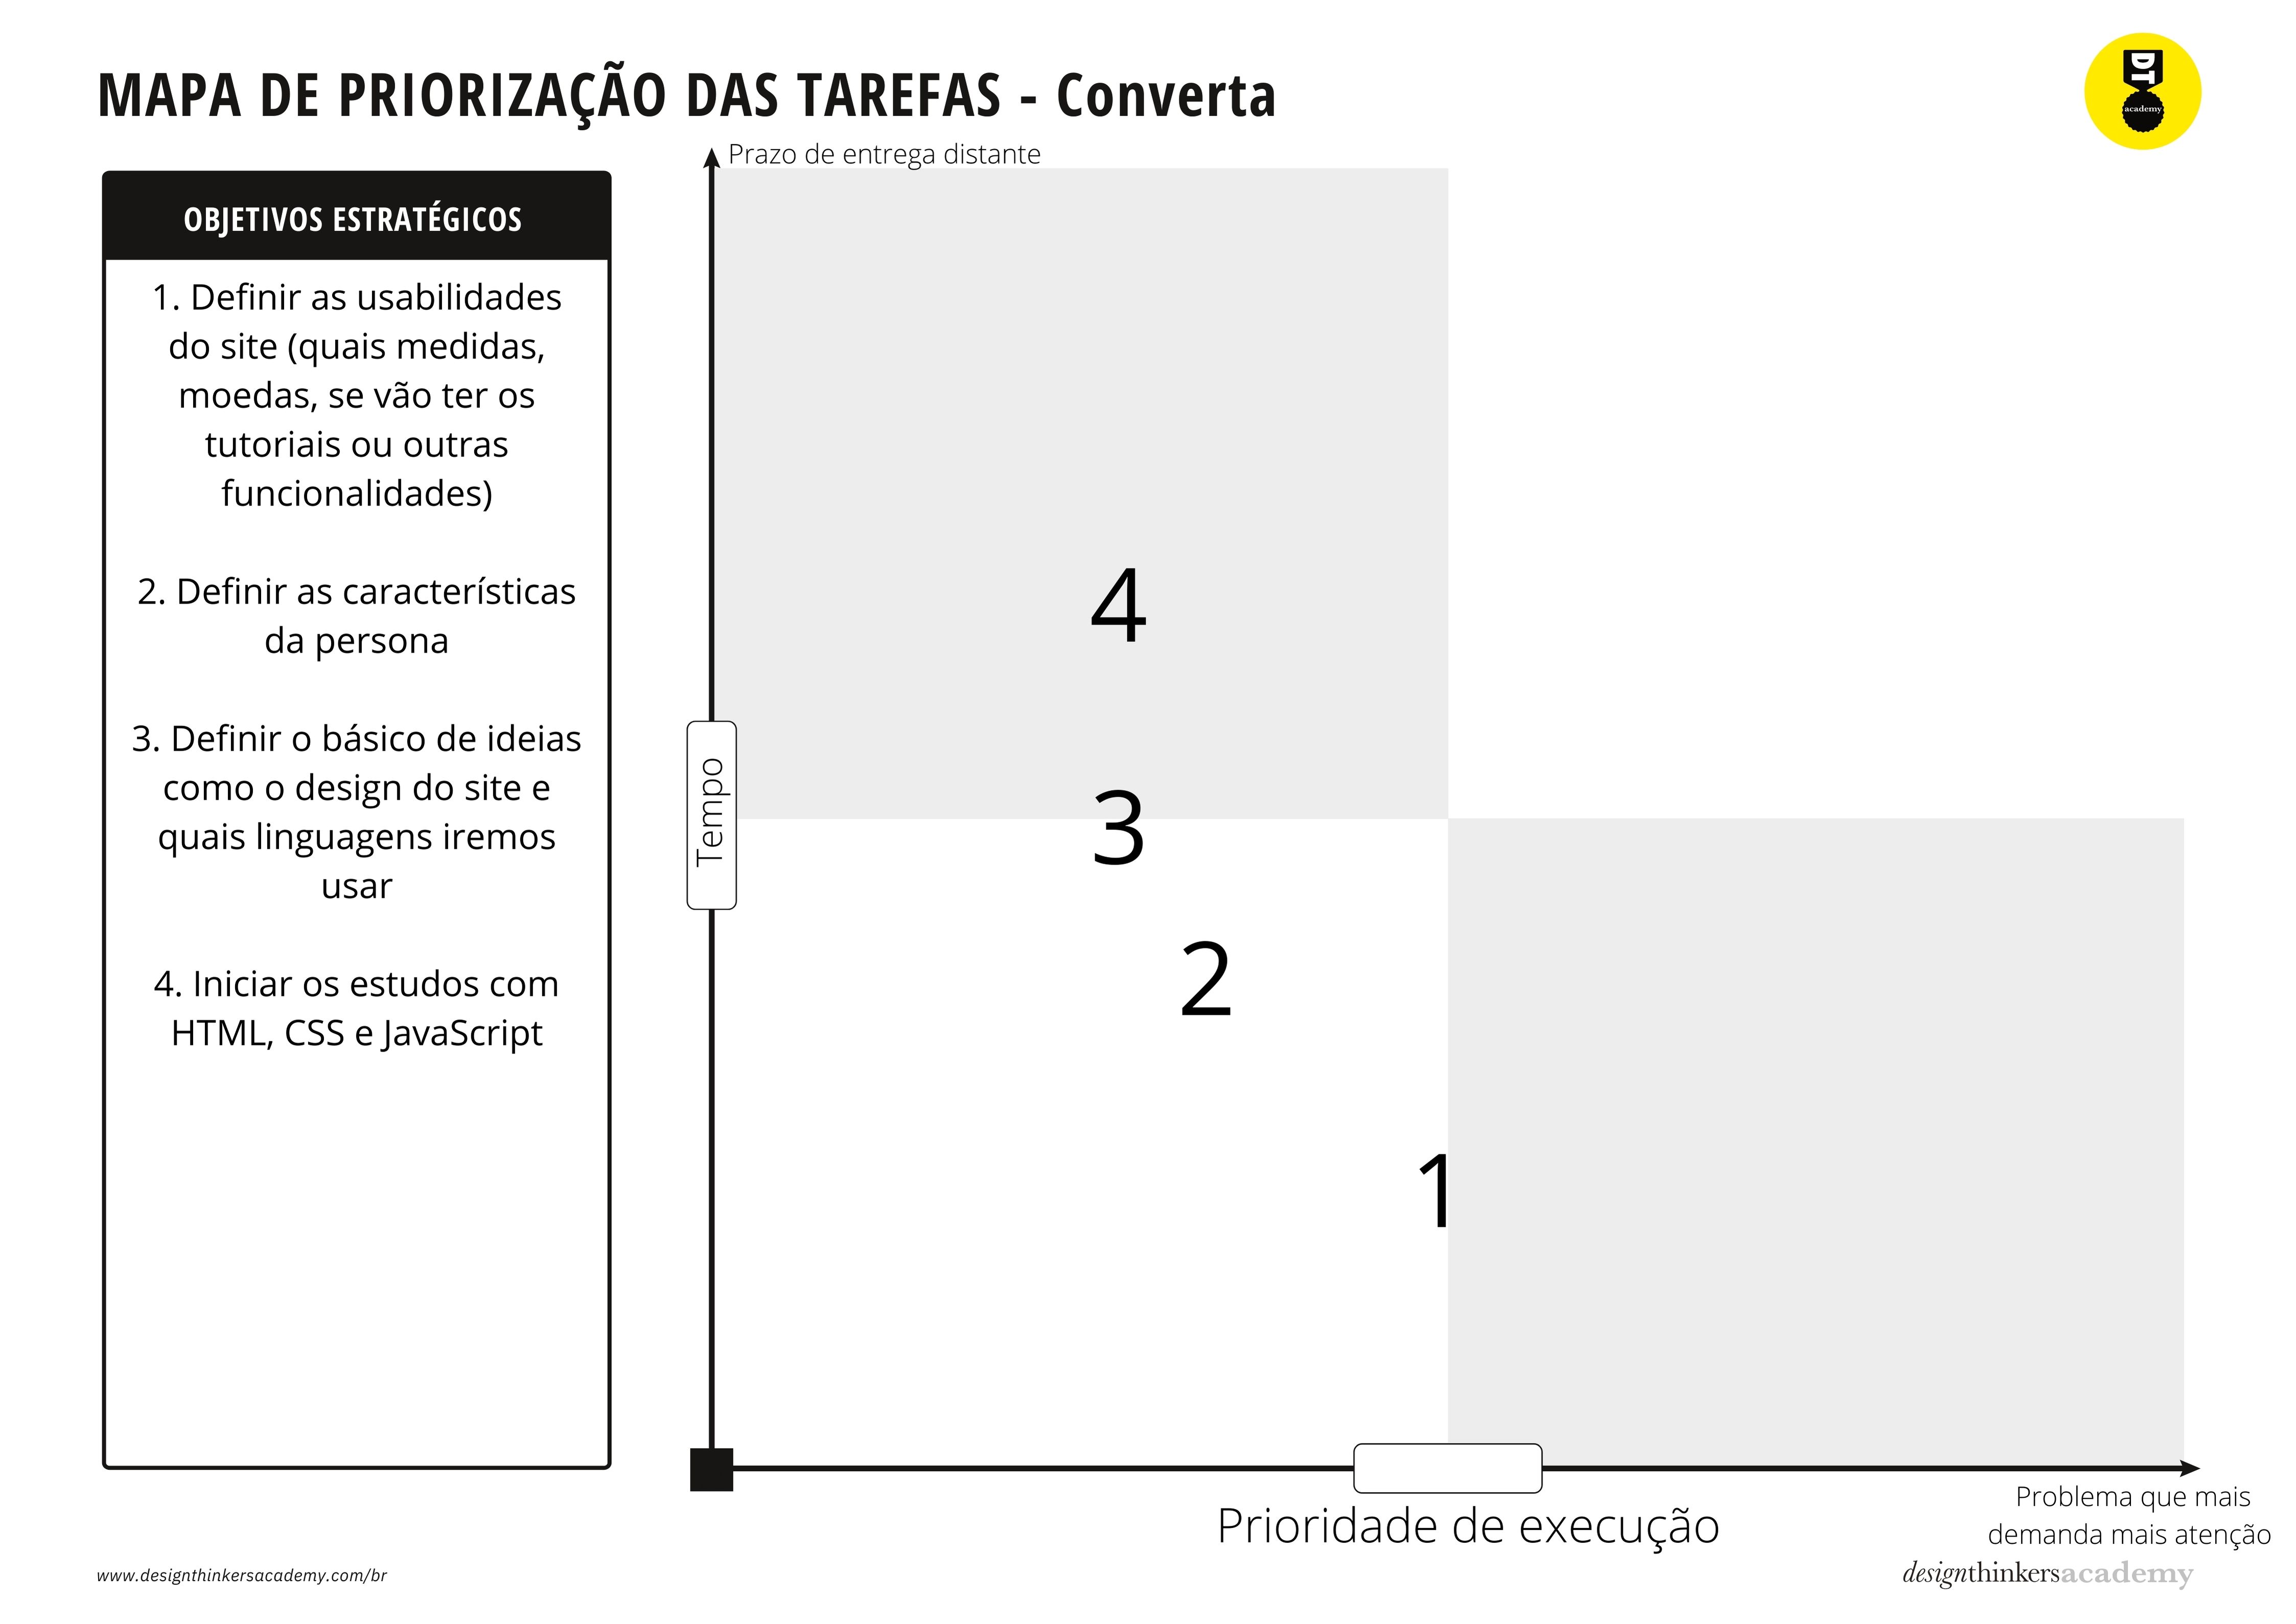 MAPA DE PRIORIZAÇÃO DAS TAREFAS - Converta
DT
academy
OBJETIVOS ESTRATÉGICOS
1. Definir as usabilidades
do site (quais medidas,
moedas, se vão ter os
tutoriais ou outras
funcionalidades)
2. Definir as características
da persona
3. Definir o básico de ideias
como o design do site e
quais linguagens iremos
usar
4. Iniciar os estudos com
HTML, CSS e JavaScript
Prazo de entrega distante
Tempo
4
3
2
1
Prioridade de execução
Problema que mais
demanda mais atenção
www.designthinkersacademy.com/br
designthinkersacademy